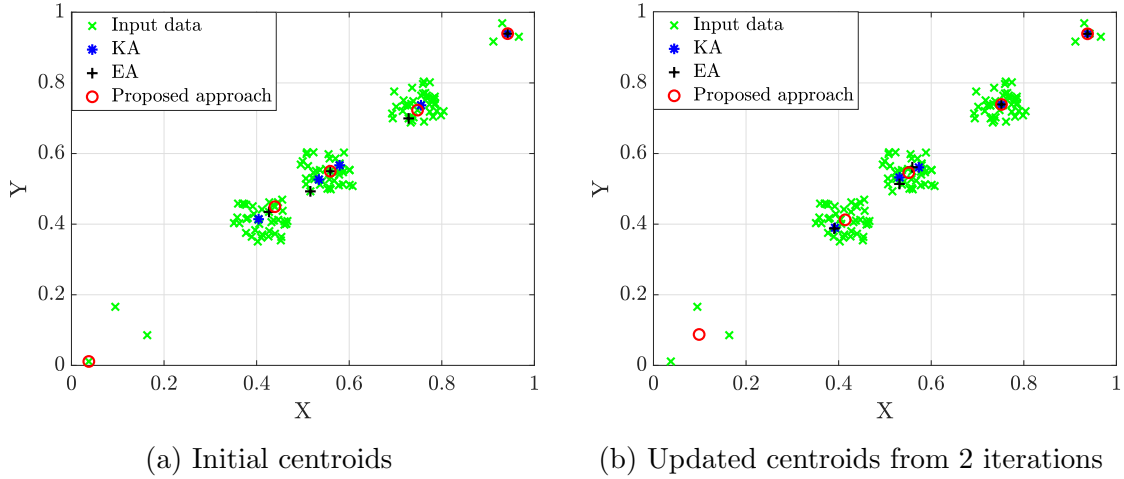 Input data
KA
EA
Proposed approach
1
0.8
0.6
0.4
0.2
0
Y
0
0.2
0.4
0.6
0.8
1
X
(a) Initial centroids
Input data
KA
EA
Proposed approach
1
0.8
0.6
0.4
0.2
0
Y
0
0.2
0.4
0.6
0.8
1
X
(b) Updated centroids from 2 iterations